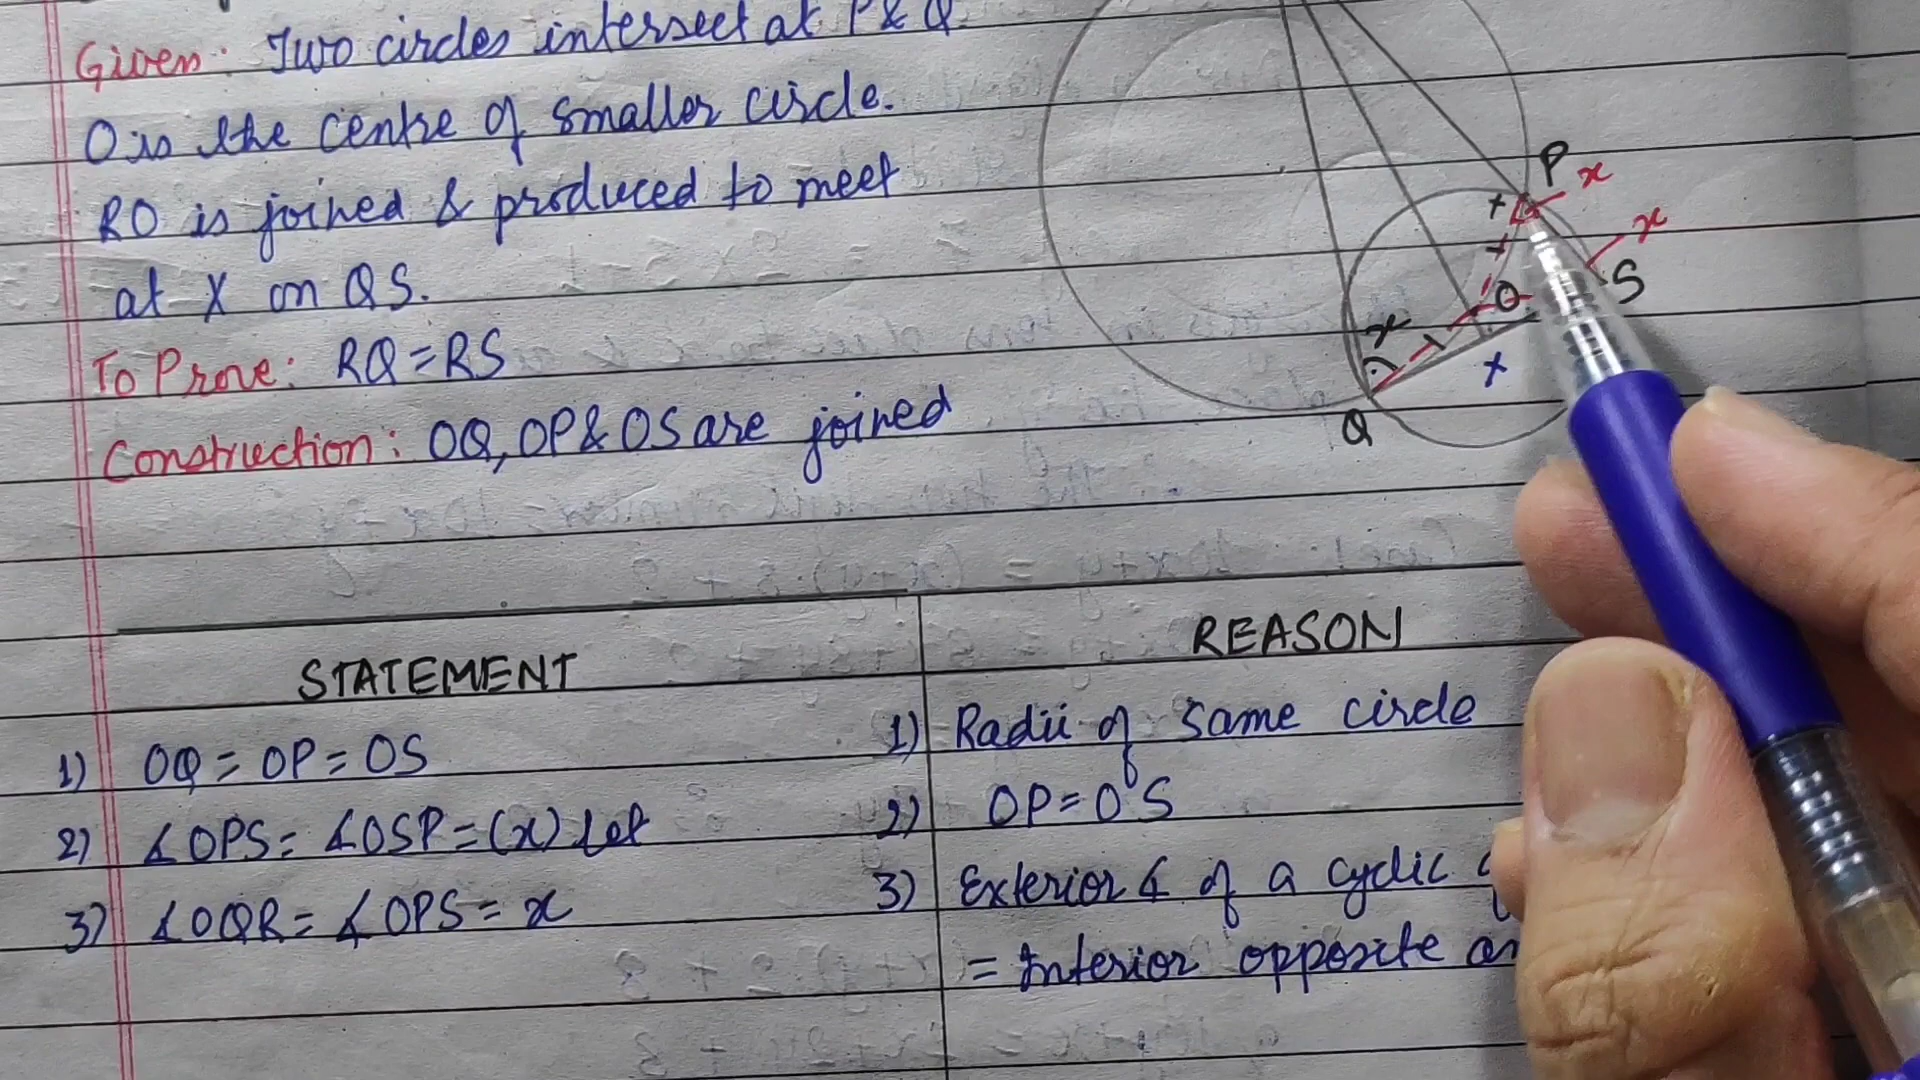 Given: Two circles intersect at P & Q.
O is the centre of smaller circle.
RO is joined & produced to meet
at X on QS.
To Prove: RQ = RS
Construction: OQ, OP & OS are joined
P x
x
S
O
x
X
Q
STATEMENT REASON
1) OQ = OP = OS 1) Radii of same circle
2) ∡OPS = ∡OSP = (x) Let 2) OP = OS
3) ∡OQR = ∡OPS = x 3) Exterior ∡ of a cyclic
= Interior opposite